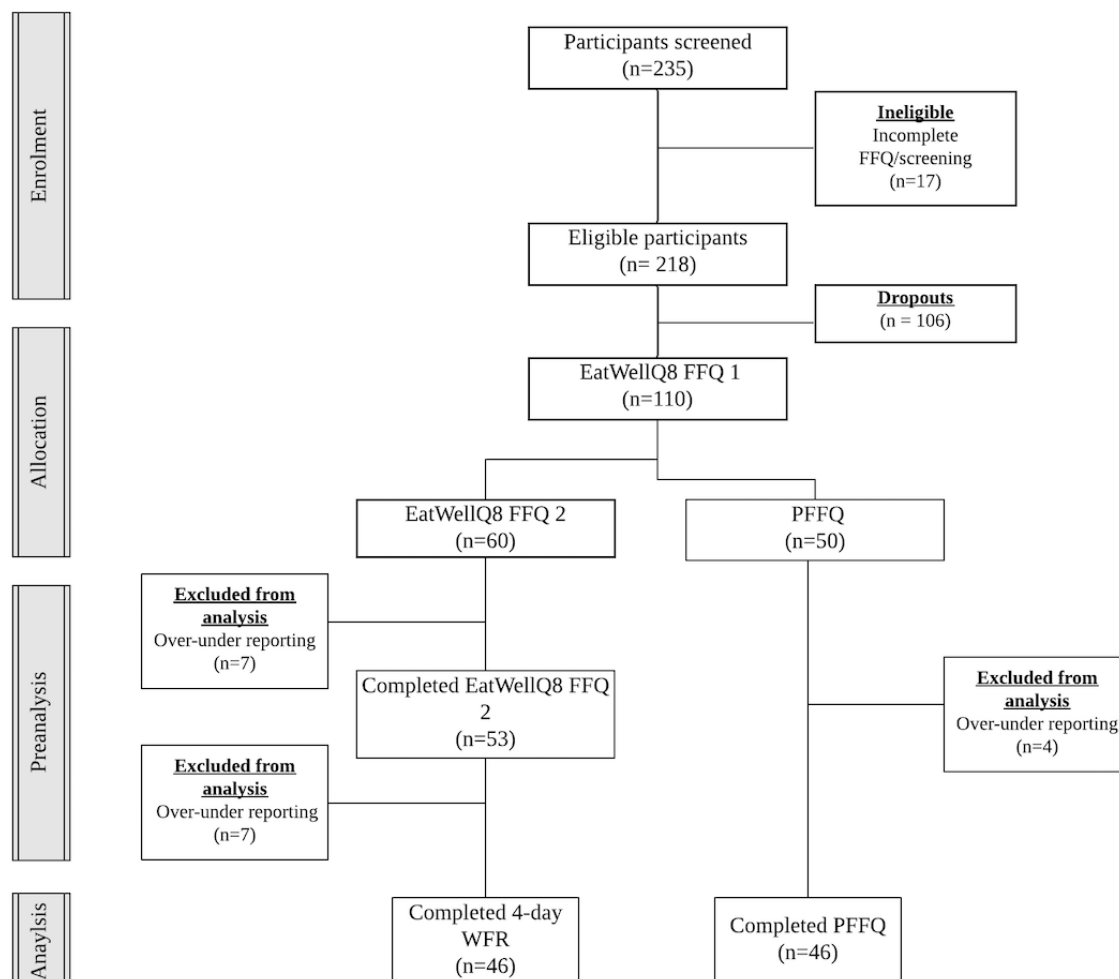 Enrolment
Participants screened
(n=235)
Ineligible
Incomplete
FFQ/screening
(n=17)
Eligible participants
(n= 218)
Dropouts
(n = 106)
Allocation
EatWellQ8 FFQ 1
(n=110)
EatWellQ8 FFQ 2
(n=60)
PFFQ
(n=50)
Preanalysis
Excluded from
analysis
Over-under reporting
(n=7)
Completed EatWellQ8 FFQ
2
(n=53)
Excluded from
analysis
Over-under reporting
(n=4)
Excluded from
analysis
Over-under reporting
(n=7)
Anaylsis
Completed 4-day
WFR
(n=46)
Completed PFFQ
(n=46)